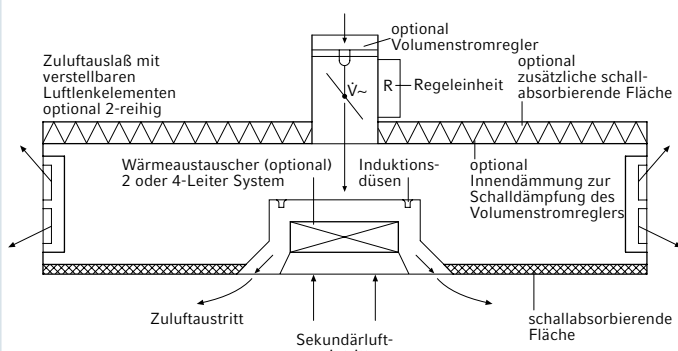 optional
Volumenstromregler
Zuluftauslaß mit
verstellbaren
Luftlenkelementen
optional 2-reihig
V̇~
R
Regeleinheit
optional
zusätzliche schall-
absorbierende Fläche
Wärmeaustauscher (optional)
2 oder 4-Leiter System
Induktions-
düsen
optional
Innendämmung zur
Schalldämpfung des
Volumenstromreglers
Zuluftaustritt
Sekundärluft-
schallabsorbierende
Fläche